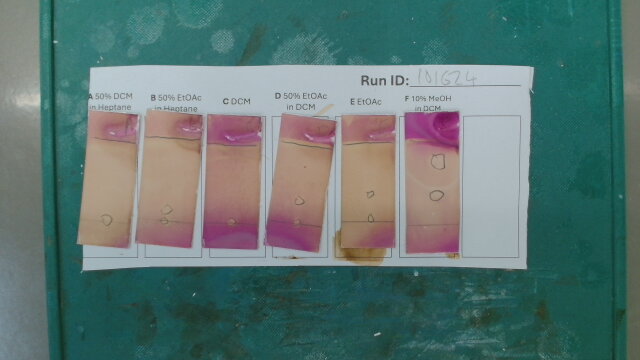 Run ID: 101624
A 50% DCM
in Heptane
B 50% EtOAc
in Heptane
C DCM
D 50% EtOAc
in DCM
E EtOAc
F 10% MeOH
in DCM